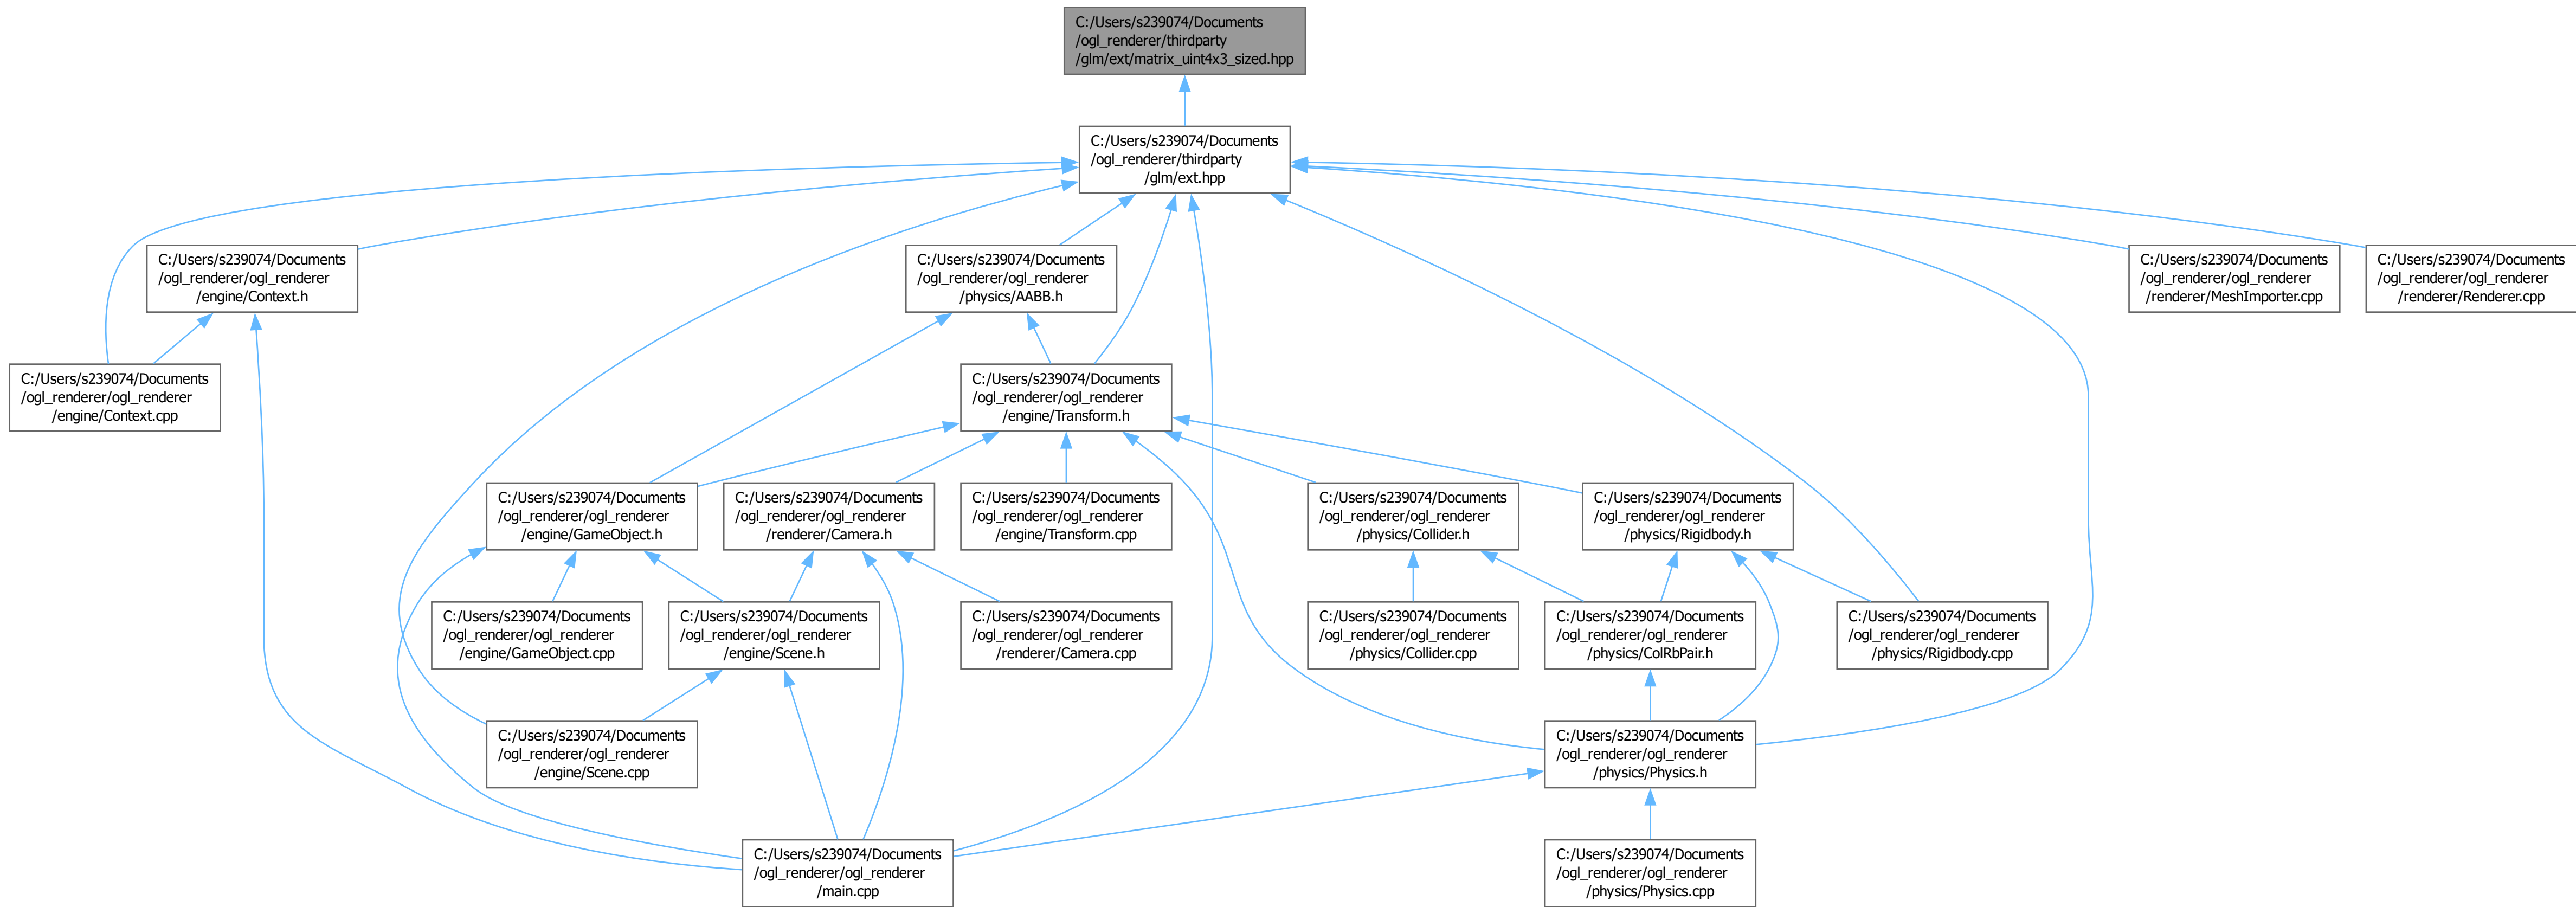 C:/Users/s239074/Documents
/ogl_renderer/thirdparty
/glm/ext/matrix_uint4x3_sized.hpp
C:/Users/s239074/Documents
/ogl_renderer/thirdparty
/glm/ext.hpp
C:/Users/s239074/Documents
/ogl_renderer/ogl_renderer
/engine/Context.h
C:/Users/s239074/Documents
/ogl_renderer/ogl_renderer
/physics/AABB.h
C:/Users/s239074/Documents
/ogl_renderer/ogl_renderer
/renderer/MeshImporter.cpp
C:/Users/s239074/Documents
/ogl_renderer/ogl_renderer
/renderer/Renderer.cpp
C:/Users/s239074/Documents
/ogl_renderer/ogl_renderer
/engine/Context.cpp
C:/Users/s239074/Documents
/ogl_renderer/ogl_renderer
/engine/Transform.h
C:/Users/s239074/Documents
/ogl_renderer/ogl_renderer
/engine/GameObject.h
C:/Users/s239074/Documents
/ogl_renderer/ogl_renderer
/renderer/Camera.h
C:/Users/s239074/Documents
/ogl_renderer/ogl_renderer
/engine/Transform.cpp
C:/Users/s239074/Documents
/ogl_renderer/ogl_renderer
/physics/Collider.h
C:/Users/s239074/Documents
/ogl_renderer/ogl_renderer
/physics/Rigidbody.h
C:/Users/s239074/Documents
/ogl_renderer/ogl_renderer
/engine/GameObject.cpp
C:/Users/s239074/Documents
/ogl_renderer/ogl_renderer
/engine/Scene.h
C:/Users/s239074/Documents
/ogl_renderer/ogl_renderer
/renderer/Camera.cpp
C:/Users/s239074/Documents
/ogl_renderer/ogl_renderer
/physics/Collider.cpp
C:/Users/s239074/Documents
/ogl_renderer/ogl_renderer
/physics/ColRbPair.h
C:/Users/s239074/Documents
/ogl_renderer/ogl_renderer
/physics/Rigidbody.cpp
C:/Users/s239074/Documents
/ogl_renderer/ogl_renderer
/engine/Scene.cpp
C:/Users/s239074/Documents
/ogl_renderer/ogl_renderer
/physics/Physics.h
C:/Users/s239074/Documents
/ogl_renderer/ogl_renderer
/main.cpp
C:/Users/s239074/Documents
/ogl_renderer/ogl_renderer
/physics/Physics.cpp